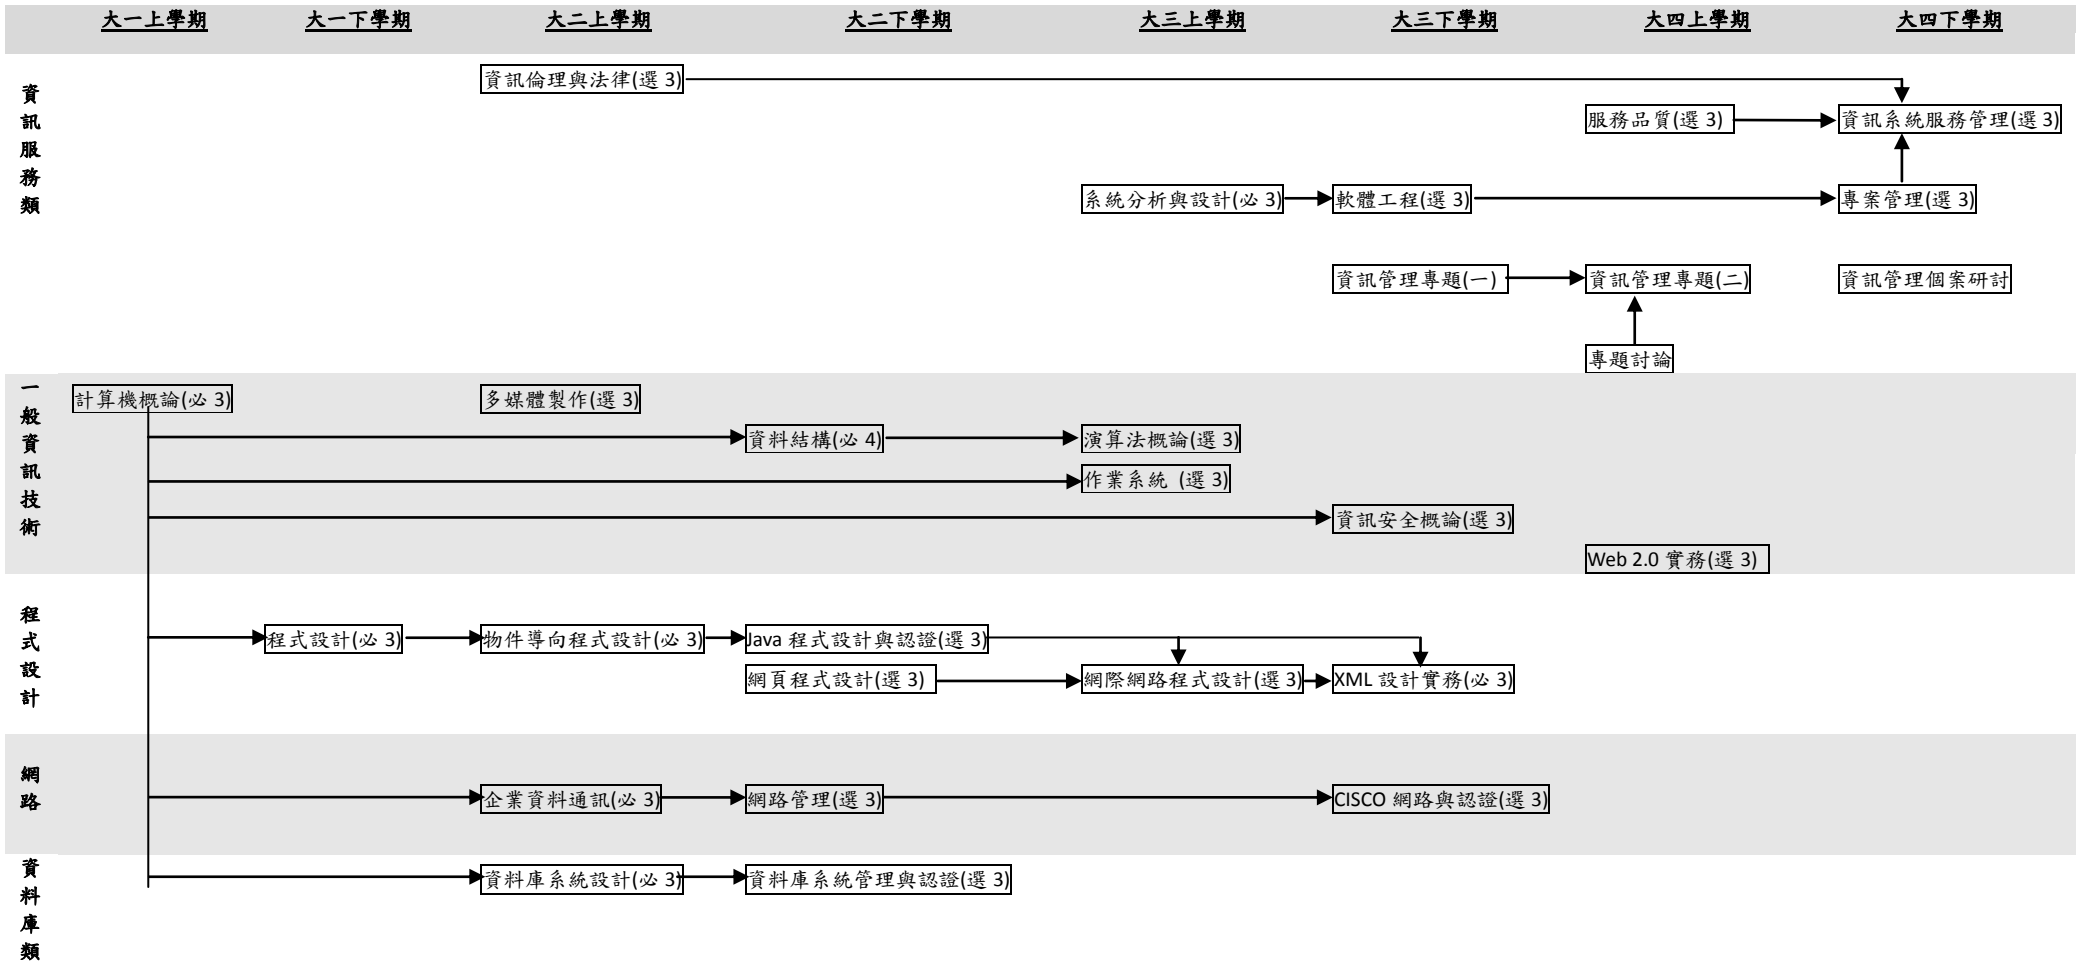 大一上學期 大一下學期 大二上學期 大二下學期 大三上學期 大三下學期 大四上學期 大四下學期
資訊服務類
資訊倫理與法律(選 3)
服務品質(選 3) 資訊系統服務管理(選 3)
系統分析與設計(必 3) 軟體工程(選 3) 專案管理(選 3)
資訊管理專題(一) 資訊管理專題(二) 資訊管理個案研討
專題討論
一般資訊技術
計算機概論(必 3) 多媒體製作(選 3)
資料結構(必 4) 演算法概論(選 3)
作業系統 (選 3)
資訊安全概論(選 3)
Web 2.0 實務(選 3)
程式設計
程式設計(必 3) 物件導向程式設計(必 3) Java 程式設計與認證(選 3)
網頁程式設計(選 3) 網際網路程式設計(選 3) XML 設計實務(必 3)
網路
企業資料通訊(必 3) 網路管理(選 3) CISCO 網路與認證(選 3)
資料庫類
資料庫系統設計(必 3) 資料庫系統管理與認證(選 3)